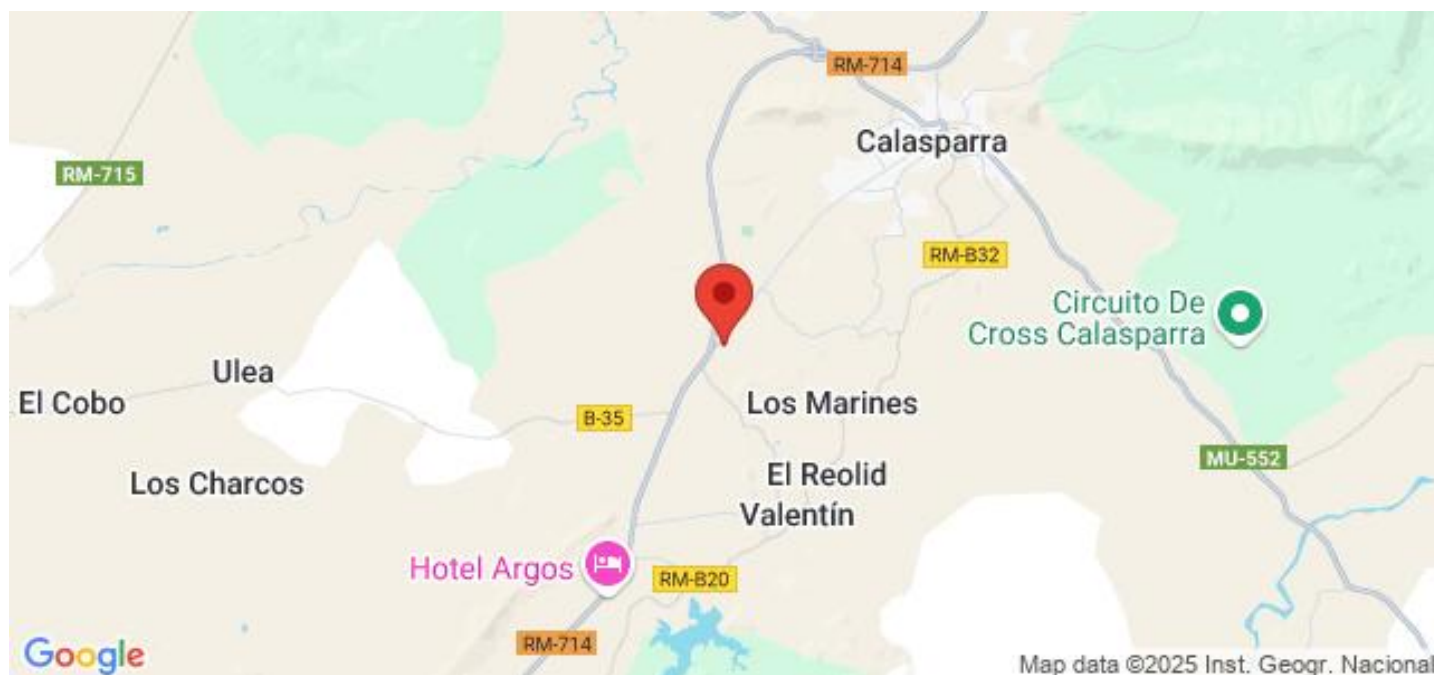 RM-714
Calasparra
RM-715
RM-B32
Circuito De
Cross Calasparra
Ulea
El Cobo
B-35
Los Marines
MU-552
El Reolid
Los Charcos
Valentín
Hotel Argos
RM-B20
RM-714
Google
Map data ©2025 Inst. Geogr. Nacional